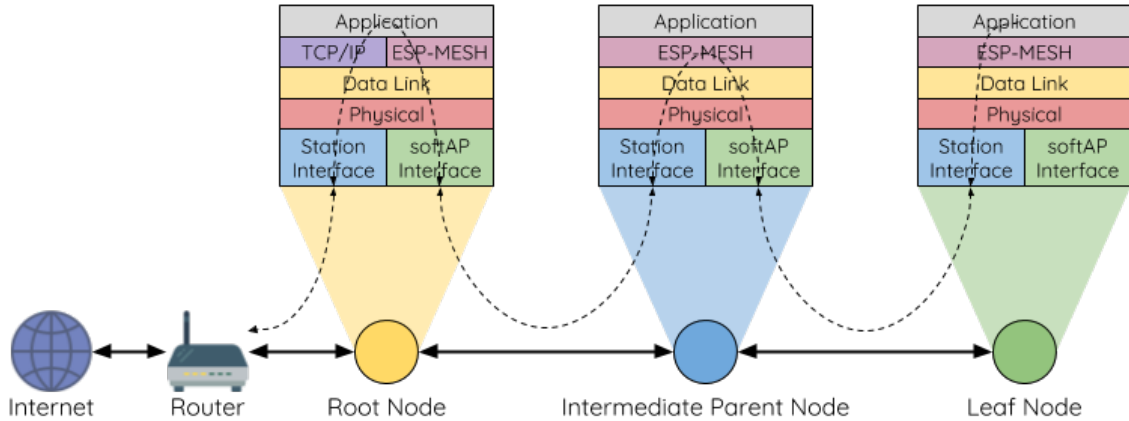 Application
TCP/IP
ESP-MESH
Data Link
Physical
Station
Interface
softAP
Interface
Application
ESP-MESH
Data Link
Physical
Station
Interface
softAP
Interface
Application
ESP-MESH
Data Link
Physical
Station
Interface
softAP
Interface
Internet
Router
Root Node
Intermediate Parent Node
Leaf Node